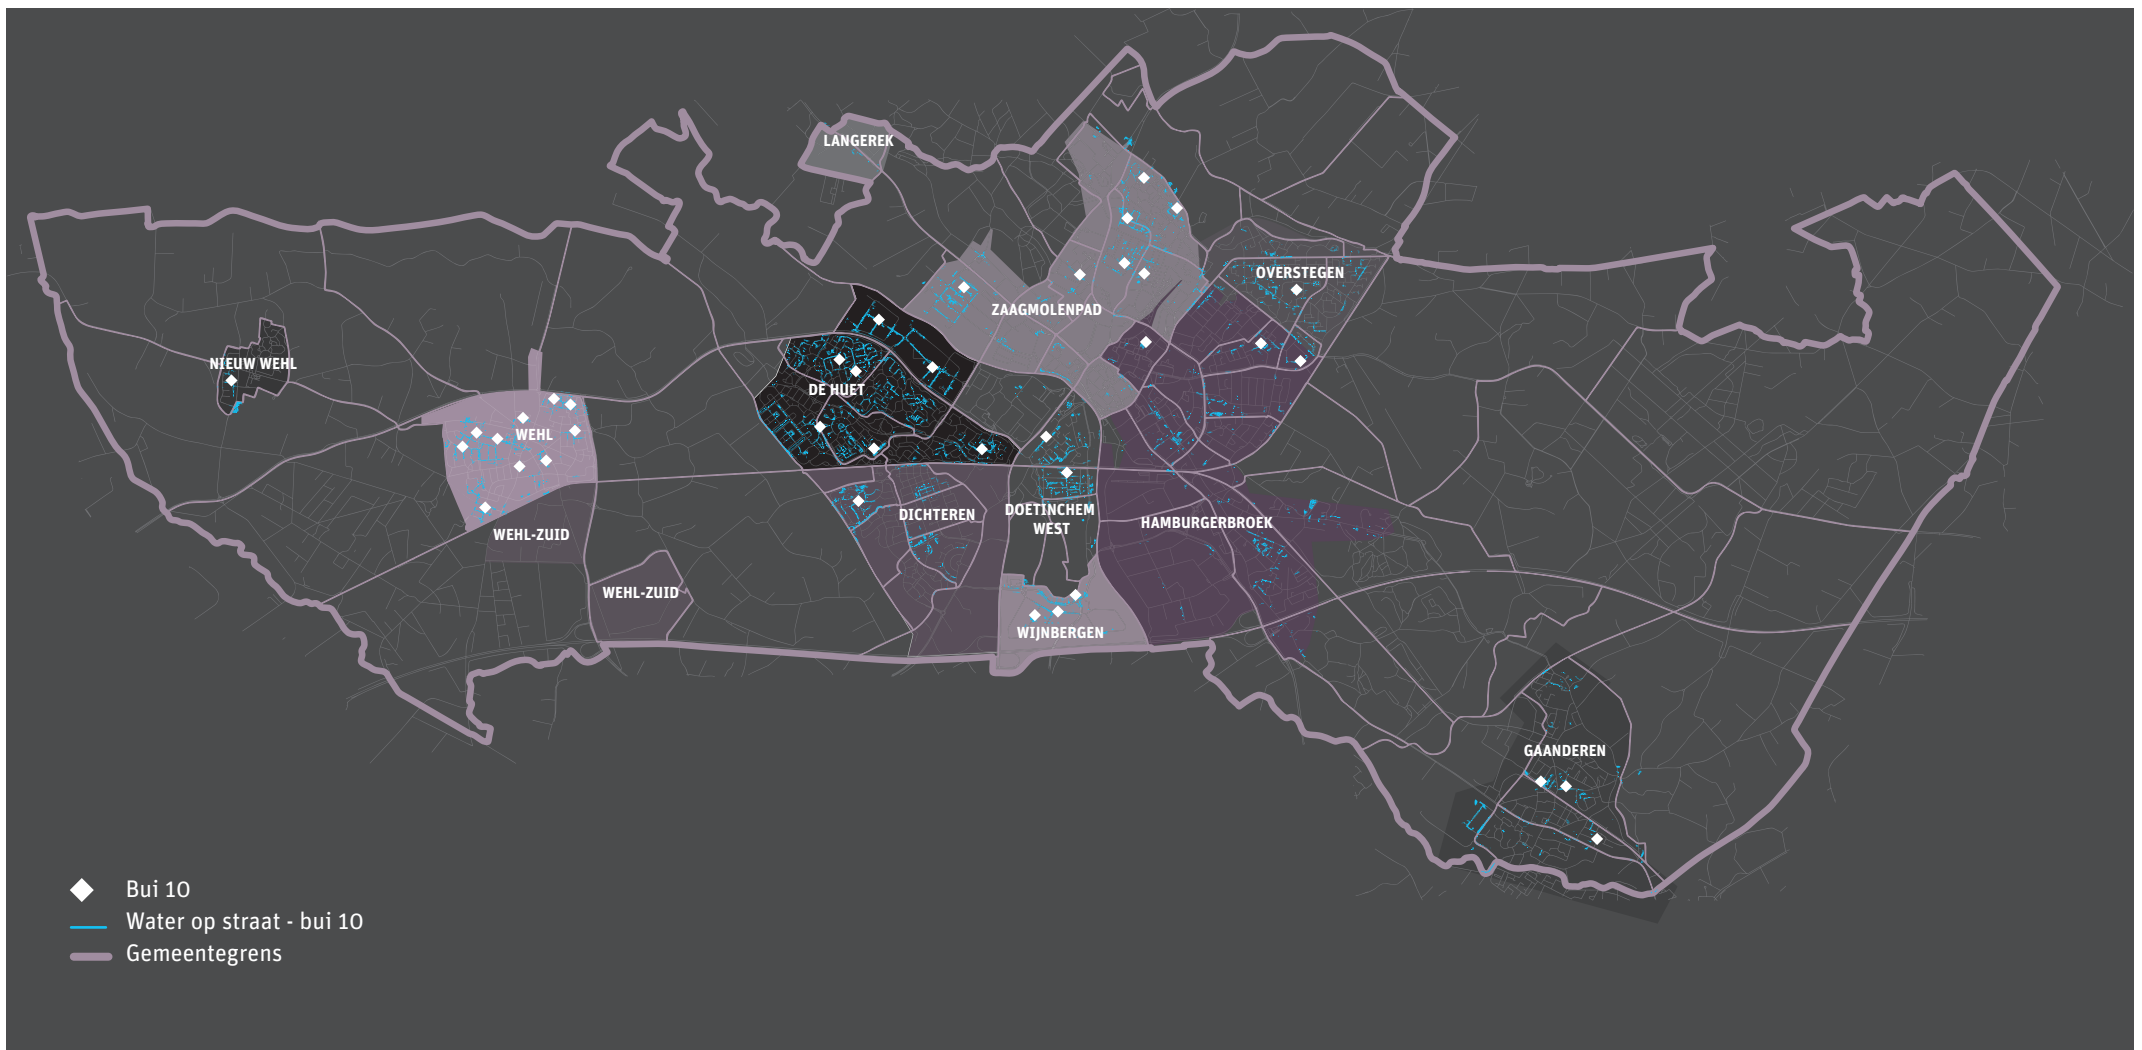 LANGEREK
OVERSTEGEN
ZAAGMOLENPAD
NIEUW WEHL
DE HUET
WEHL
DOETINCHEM
WEST
DICHTEREN
HAMBURGERBROEK
WEHL-ZUID
WEHL-ZUID
WIJNBERGEN
GAANDEREN
Bui 10
Water op straat - bui 10
Gemeentegrens